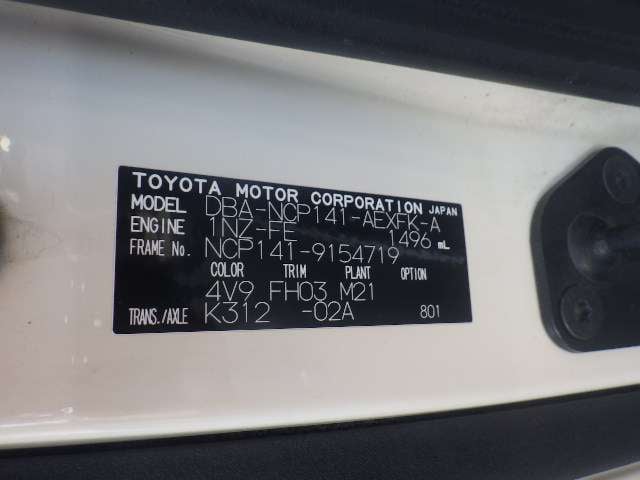 TOYOTA MOTOR CORPORATION JAPAN
MODEL DBA-NCP141-AEXFK-A
ENGINE 1NZ-FE 1496 mL
FRAME No. NCP141-9154719
COLOR TRIM PLANT OPTION
4V9 FH03 M21
TRANS./AXLE K312 -02A 801